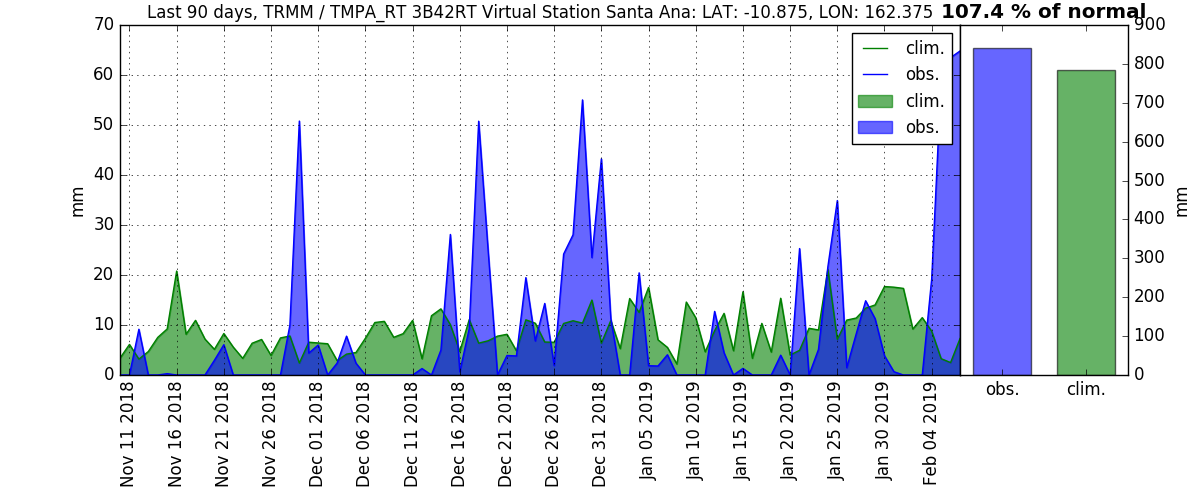 Last 90 days, TRMM / TMPA_RT 3B42RT Virtual Station Santa Ana: LAT: -10.875, LON: 162.375 107.4 % of normal
70
60
50
40
30
20
10
0
mm
clim.
obs.
clim.
obs.
900
800
700
600
500
400
300
200
100
0
mm
obs.
clim.
Nov 11 2018
Nov 16 2018
Nov 21 2018
Nov 26 2018
Dec 01 2018
Dec 06 2018
Dec 11 2018
Dec 16 2018
Dec 21 2018
Dec 26 2018
Dec 31 2018
Jan 05 2019
Jan 10 2019
Jan 15 2019
Jan 20 2019
Jan 25 2019
Jan 30 2019
Feb 04 2019